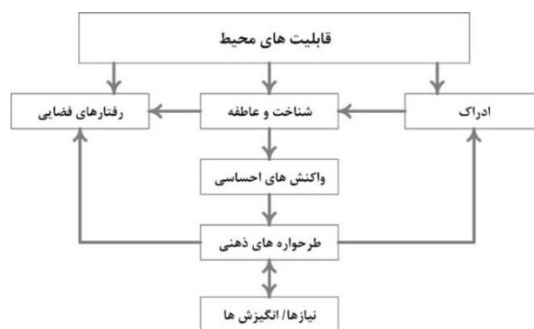 قابلیت های محیط
ادراک
شناخت و عاطفه
رفتارهای فضایی
واکنش های احساسی
طرحواره های ذهنی
نیازها/ انگیزش ها